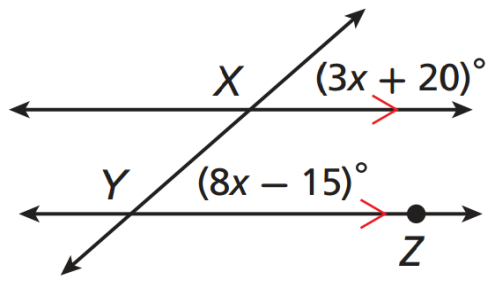 X (3x + 20)°
Y (8x − 15)°
Z